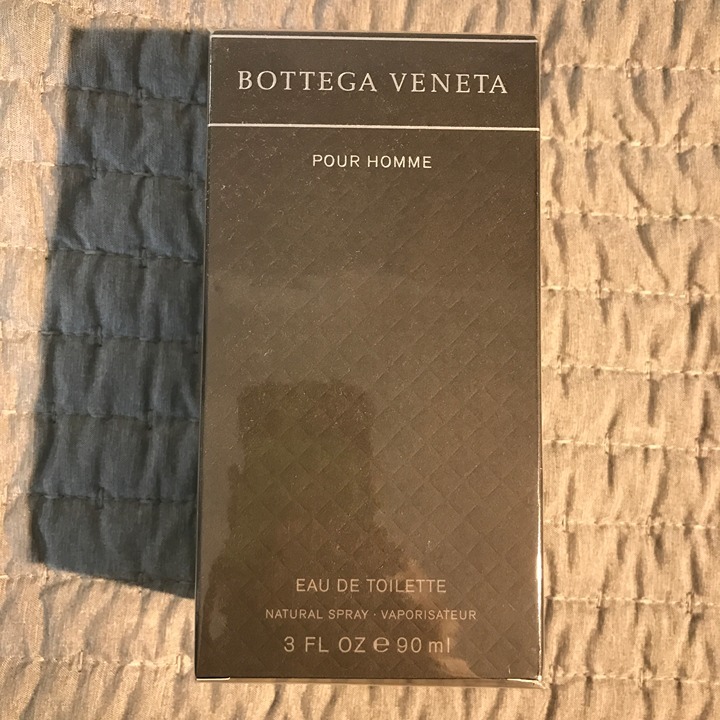 BOTTEGA VENETA
POUR HOMME
EAU DE TOILETTE
NATURAL SPRAY · VAPORISATEUR
3 FL OZ ℮ 90 ml